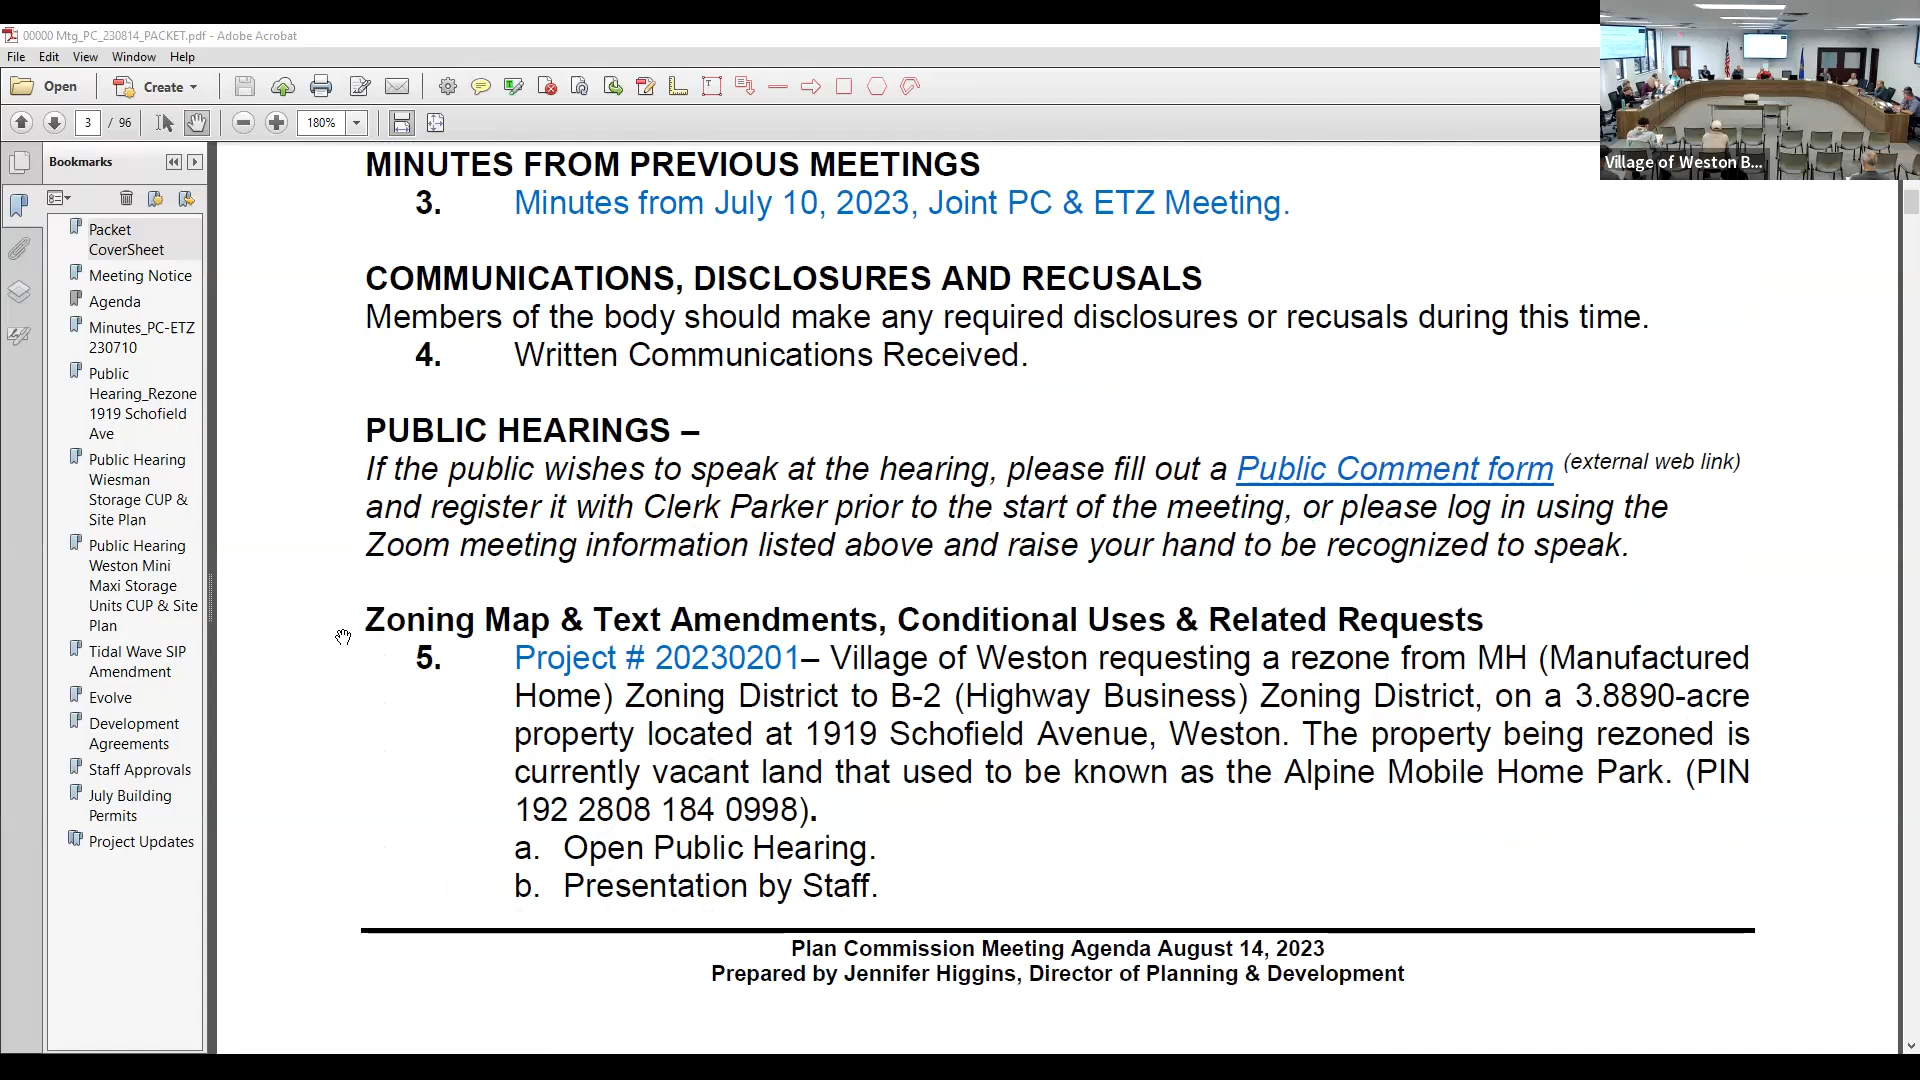 00000 Mtg_PC_230814_PACKET.pdf - Adobe Acrobat
File Edit View Window Help
Open Create
3 / 96 180%
Bookmarks
Packet
CoverSheet
Meeting Notice
Agenda
Minutes_PC-ETZ
230710
Public
Hearing_Rezone
1919 Schofield
Ave
Public Hearing
Wiesman
Storage CUP &
Site Plan
Public Hearing
Weston Mini
Maxi Storage
Units CUP & Site
Plan
Tidal Wave SIP
Amendment
Evolve
Development
Agreements
Staff Approvals
July Building
Permits
Project Updates
MINUTES FROM PREVIOUS MEETINGS
3. Minutes from July 10, 2023, Joint PC & ETZ Meeting.
COMMUNICATIONS, DISCLOSURES AND RECUSALS
Members of the body should make any required disclosures or recusals during this time.
4. Written Communications Received.
PUBLIC HEARINGS –
If the public wishes to speak at the hearing, please fill out a Public Comment form (external web link)
and register it with Clerk Parker prior to the start of the meeting, or please log in using the
Zoom meeting information listed above and raise your hand to be recognized to speak.
Zoning Map & Text Amendments, Conditional Uses & Related Requests
5. Project # 20230201– Village of Weston requesting a rezone from MH (Manufactured
Home) Zoning District to B-2 (Highway Business) Zoning District, on a 3.8890-acre
property located at 1919 Schofield Avenue, Weston. The property being rezoned is
currently vacant land that used to be known as the Alpine Mobile Home Park. (PIN
192 2808 184 0998).
a. Open Public Hearing.
b. Presentation by Staff.
Plan Commission Meeting Agenda August 14, 2023
Prepared by Jennifer Higgins, Director of Planning & Development
Village of Weston B...